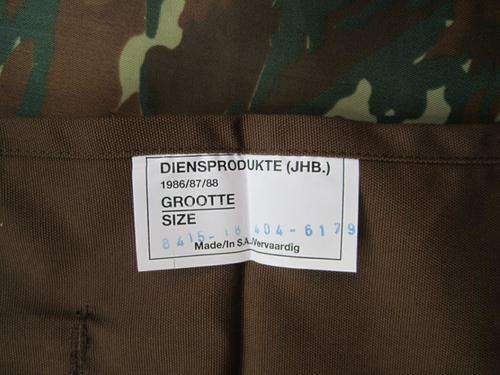 DIENSPRODUKTE (JHB.)
1986/87/88
GROOTTE
SIZE
8415-18 404-6179
Made/In S.A./Vervaardig